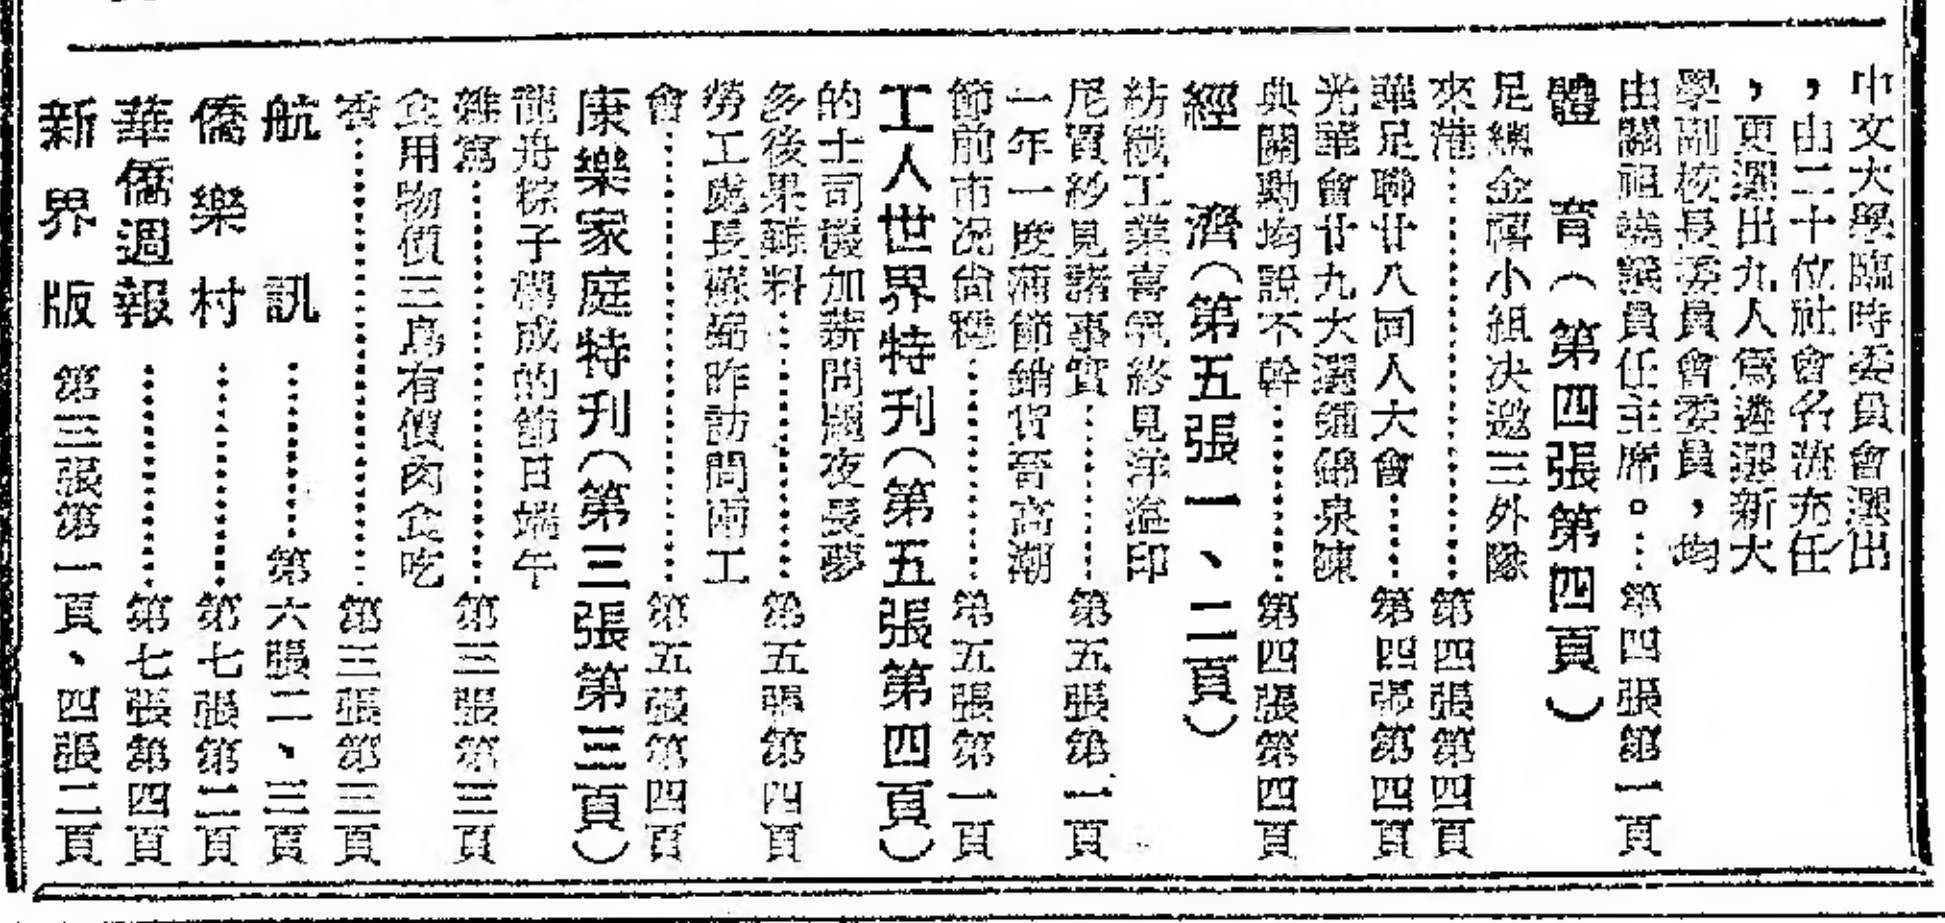 中文大學臨時委員會選出
，由二十位社會名流充任
，更選出九人爲遴選新大
學副校長委員會委員，均
由關祖堯議員任主席。…第四張第一頁
體　育（第四張第四頁）
足總金禧小組决邀三外隊
來港……第四張第四頁
華足聯廿八同人大會……第四張第四頁
光華會廿九大選鍾錦泉陳
典關勳均說不幹……第四張第四頁
經　濟（第五張一、二頁）
紡織工業喜氣終見洋溢印
尼買紗見諸事實……第五張第一頁
一年一度蒲節銷貨晉高潮
節前市况尙穩……第五張第一頁
工人世界特刊（第五張第四頁）
的士司機加薪問題夜長夢
多後果難料……第五張第四頁
勞工處長蘇錦昨訪問兩工
會……第五張第四頁
康樂家庭特刊（第三張第三頁）
龍舟粽子構成的節日端午
雜寫……第三張第三頁
食用物價三鳥有價肉食吃
香……第三張第三頁
航　訊……第六張二、三頁
僑樂村……第七張第二頁
華僑週報……第七張第四頁
新界版　第三張第一頁、四張二頁